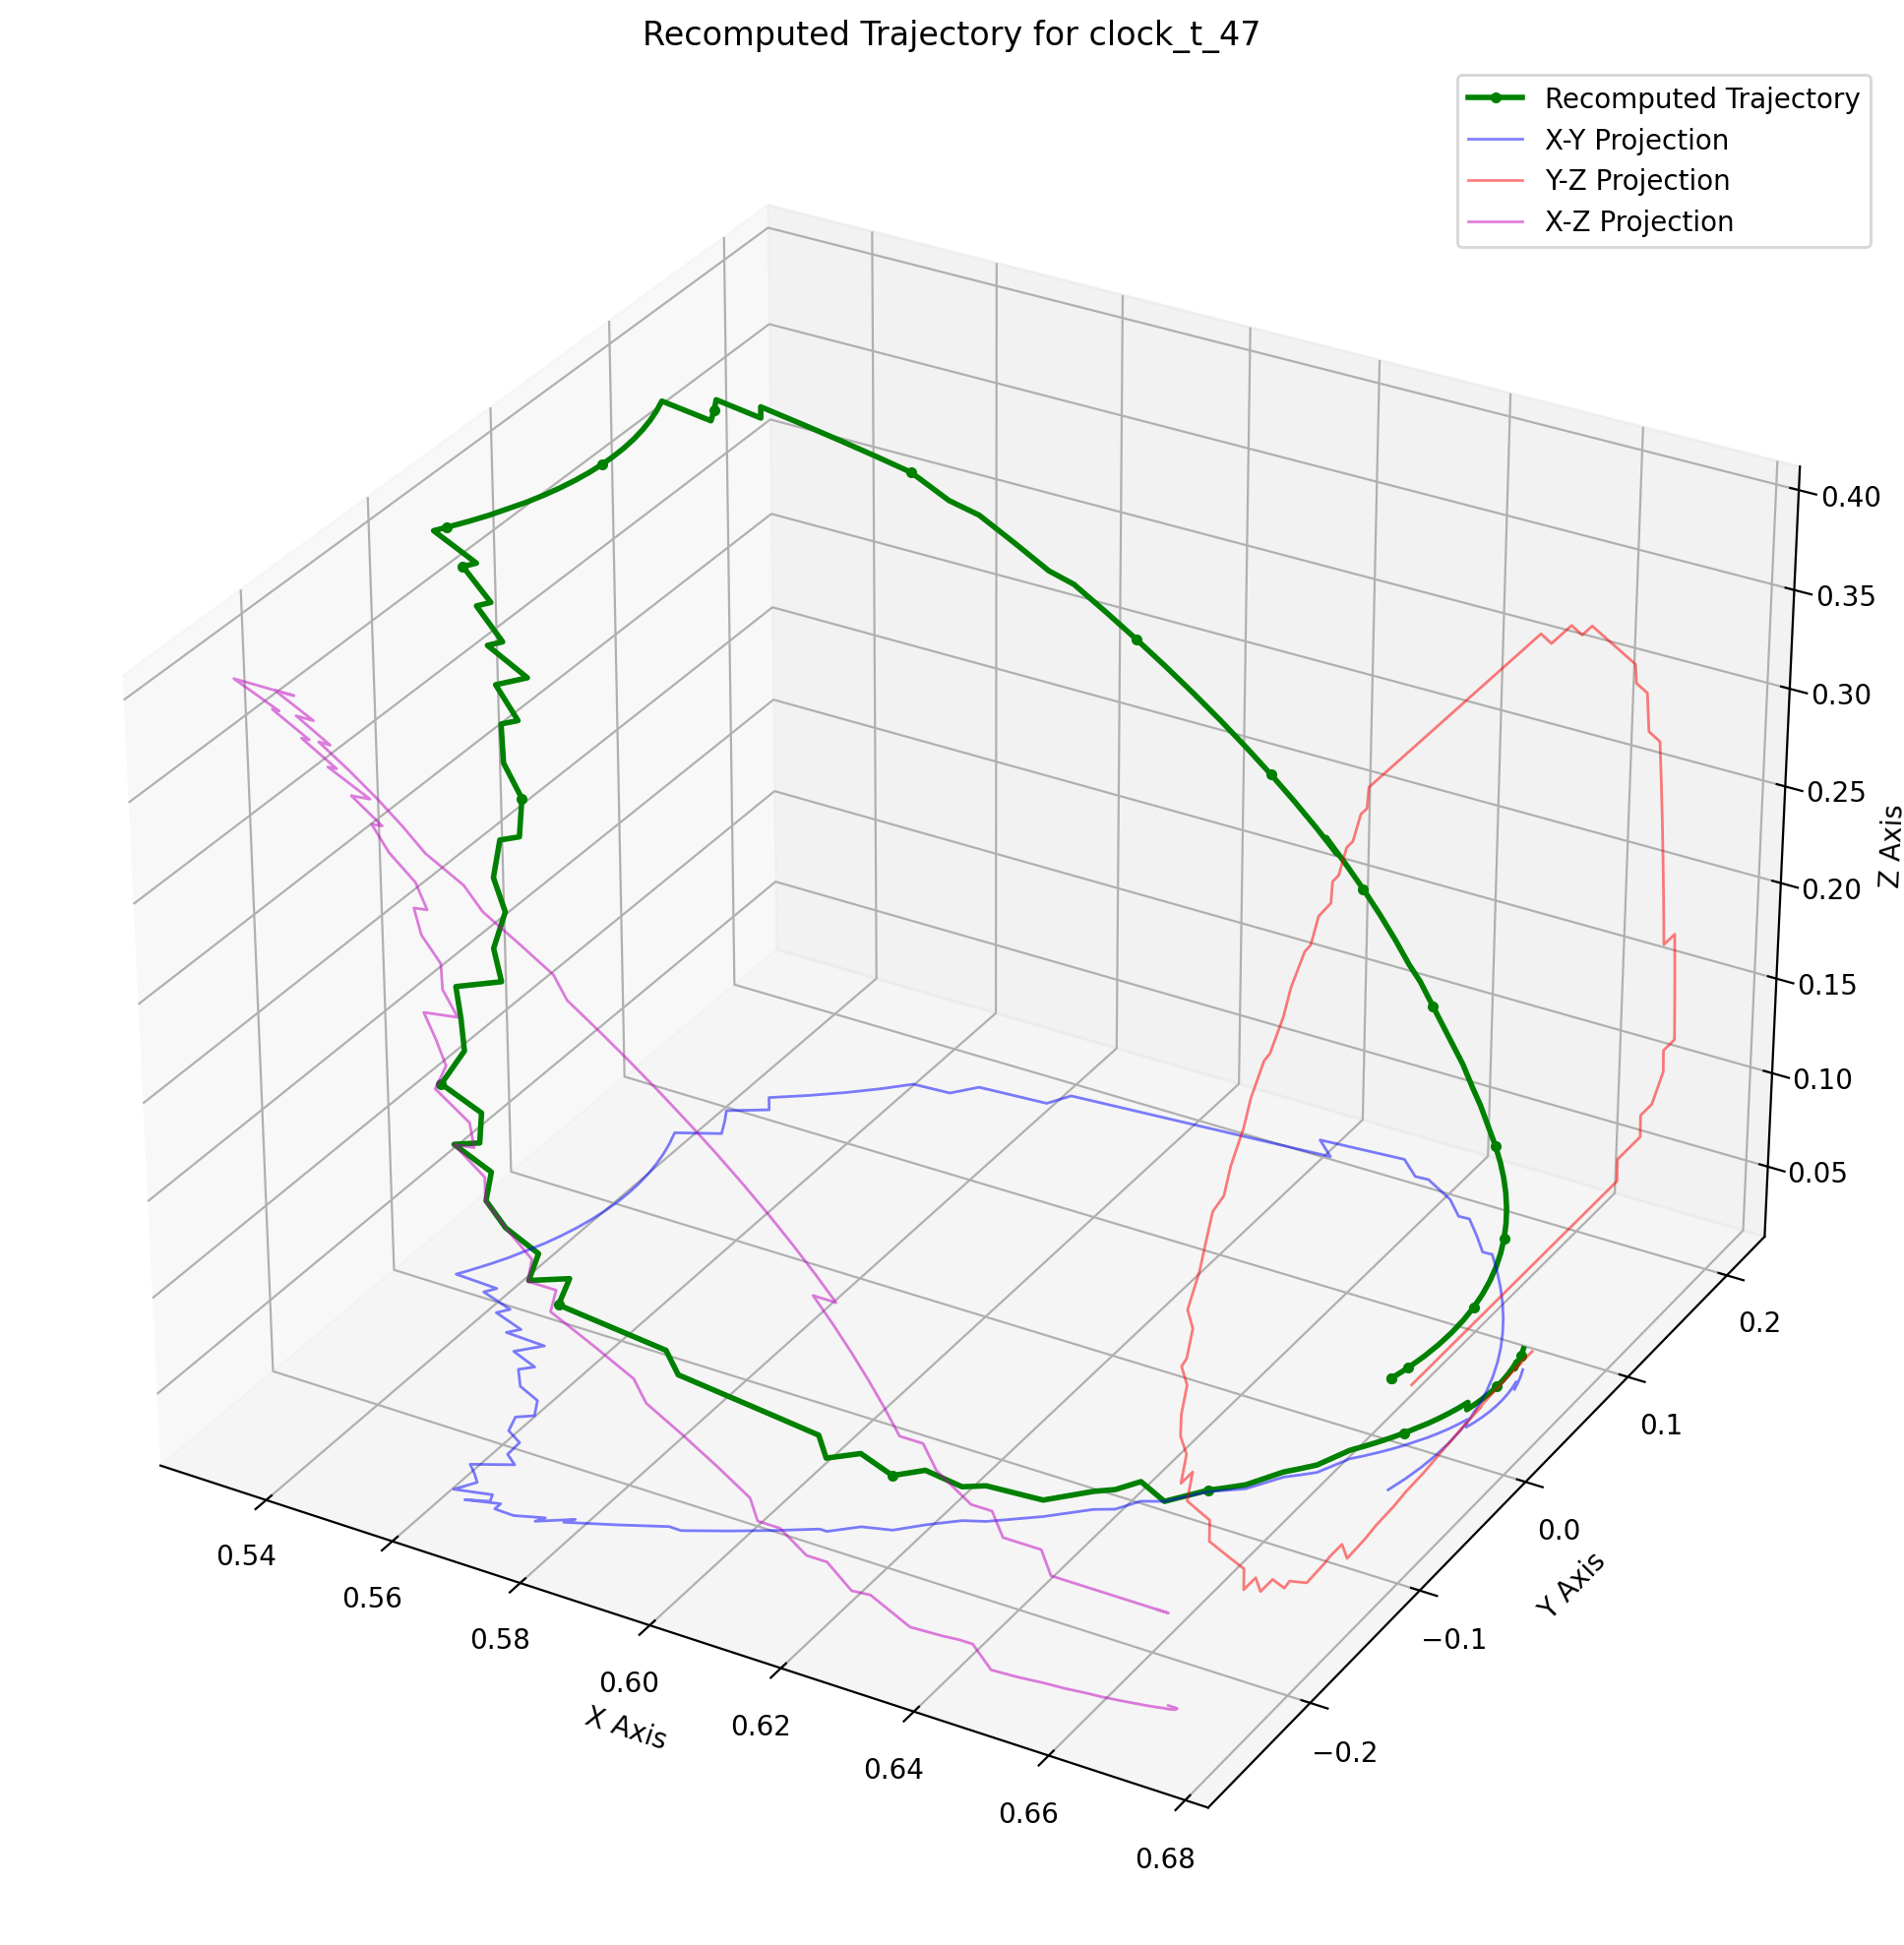 Recomputed Trajectory for clock_t_47
Recomputed Trajectory
X-Y Projection
Y-Z Projection
X-Z Projection
0.40
0.35
0.30
0.25
0.20
0.15
0.10
0.05
Z Axis
0.2
0.1
0.0
−0.1
−0.2
Y Axis
0.54
0.56
0.58
0.60
0.62
0.64
0.66
0.68
X Axis